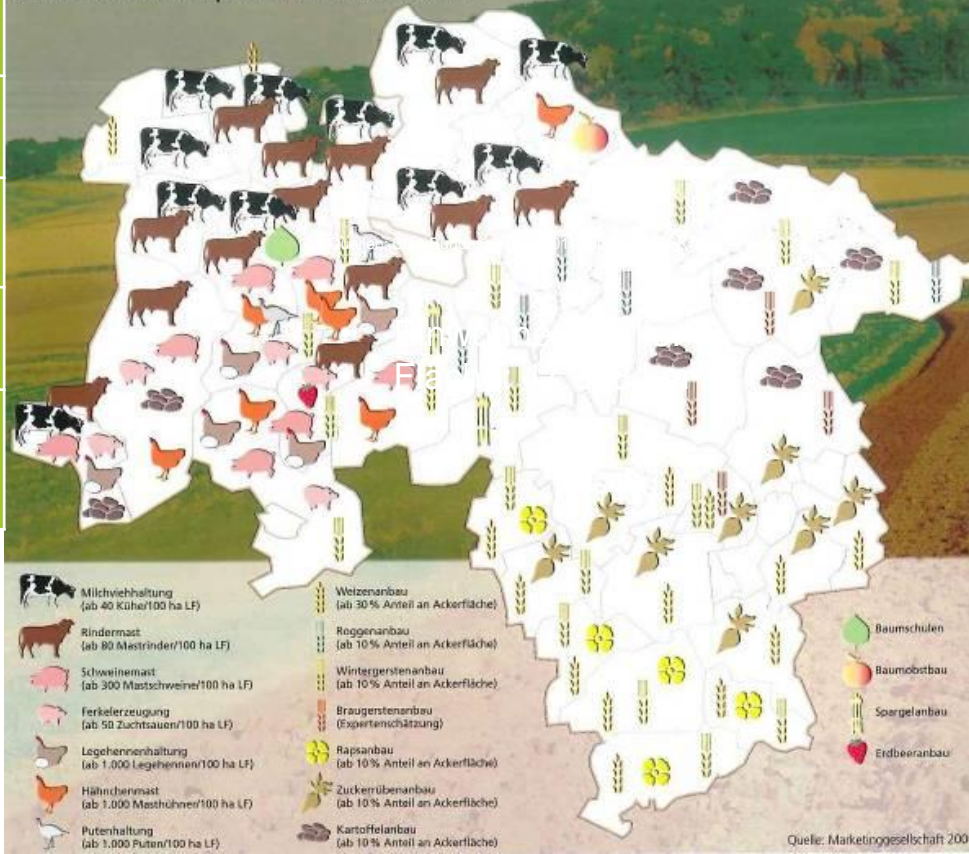 Milchviehhaltung
(ab 40 Kühe/100 ha LF)
Rindermast
(ab 80 Mastrinder/100 ha LF)
Schweinemast
(ab 300 Mastschweine/100 ha LF)
Ferkelerzeugung
(ab 50 Zuchtsauen/100 ha LF)
Legehennenhaltung
(ab 1.000 Legehennen/100 ha LF)
Hähnchenmast
(ab 1.000 Masthühner/100 ha LF)
Putenhaltung
(ab 1.000 Puten/100 ha LF)
Weizenanbau
(ab 30 % Anteil an Ackerfläche)
Roggenanbau
(ab 10 % Anteil an Ackerfläche)
Wintergerstenanbau
(ab 10 % Anteil an Ackerfläche)
Braugerstenanbau
(Expertenschätzung)
Rapsanbau
(ab 10 % Anteil an Ackerfläche)
Zuckerrübenanbau
(ab 10 % Anteil an Ackerfläche)
Kartoffelanbau
(ab 10 % Anteil an Ackerfläche)
Baumschulen
Baumobstbau
Spargelanbau
Erdbeeranbau
Quelle: Marketinggesellschaft 200